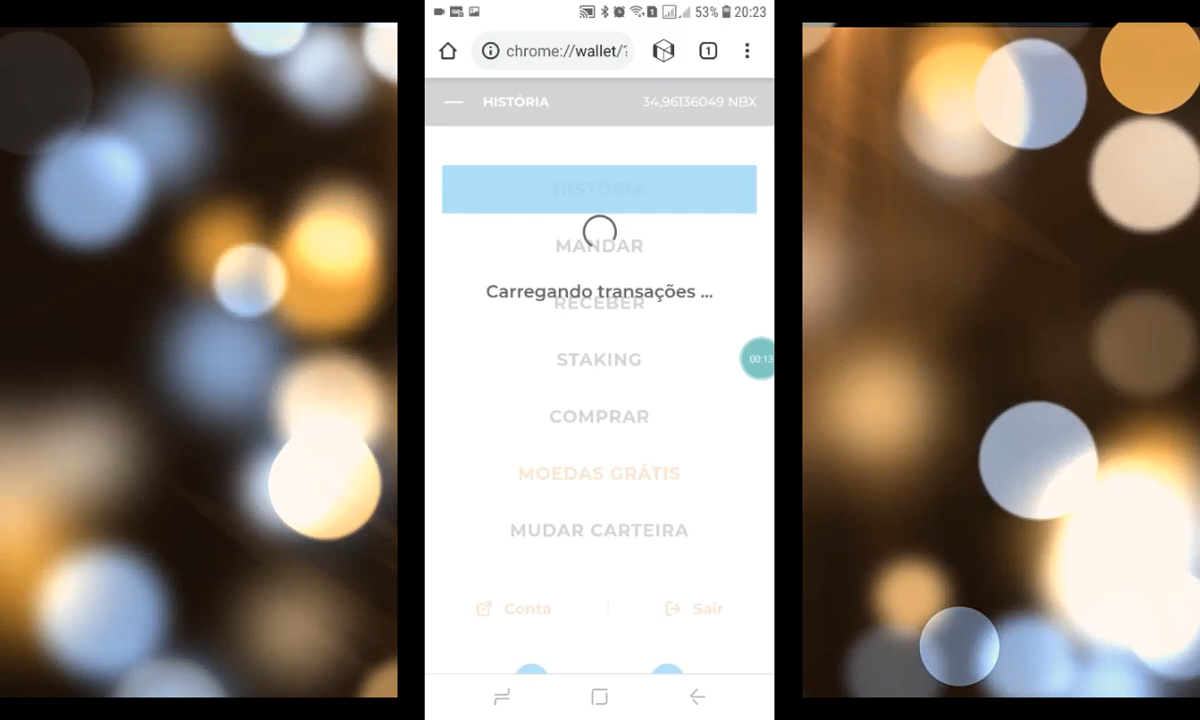 53% 20:23
chrome://wallet/
1
HISTÓRIA 34,96136049 NBX
HISTÓRIA
MANDAR
Carregando transações ...
RECEBER
STAKING
00:13
COMPRAR
MOEDAS GRÁTIS
MUDAR CARTEIRA
Conta
Sair